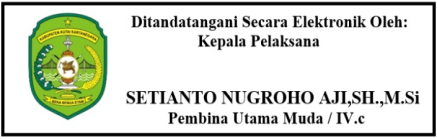 Ditandatangani Secara Elektronik Oleh:
Kepala Pelaksana
SETIANTO NUGROHO AJI,SH.,M.Si
Pembina Utama Muda / IV.c